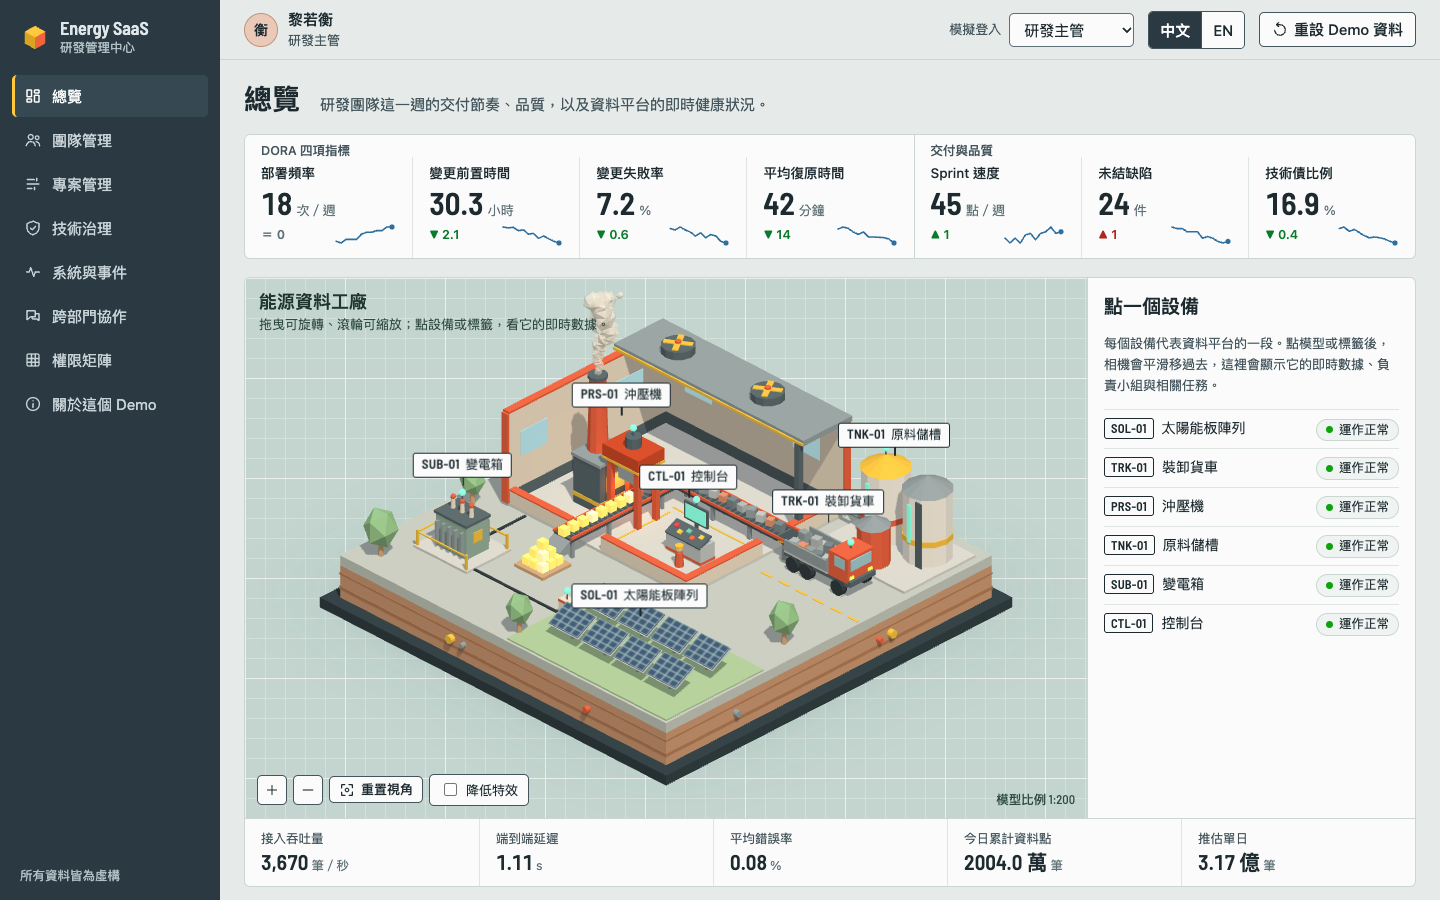 Energy SaaS
研發管理中心
總覽
團隊管理
專案管理
技術治理
系統與事件
跨部門協作
權限矩陣
關於這個 Demo
所有資料皆為虛構
衡
黎若衡
研發主管
模擬登入
研發主管
中文
EN
重設 Demo 資料
總覽
研發團隊這一週的交付節奏、品質，以及資料平台的即時健康狀況。
DORA 四項指標
部署頻率
18 次 / 週
= 0
變更前置時間
30.3 小時
▼ 2.1
變更失敗率
7.2 %
▼ 0.6
平均復原時間
42 分鐘
▼ 14
交付與品質
Sprint 速度
45 點 / 週
▲ 1
未結缺陷
24 件
▲ 1
技術債比例
16.9 %
▼ 0.4
能源資料工廠
拖曳可旋轉、滾輪可縮放；點設備或標籤，看它的即時數據。
PRS-01 沖壓機
TNK-01 原料儲槽
SUB-01 變電箱
CTL-01 控制台
TRK-01 裝卸貨車
SOL-01 太陽能板陣列
+
−
重置視角
降低特效
模型比例 1:200
點一個設備
每個設備代表資料平台的一段。點模型或標籤後，
相機會平滑移過去，這裡會顯示它的即時數據、負
責小組與相關任務。
SOL-01 太陽能板陣列 運作正常
TRK-01 裝卸貨車 運作正常
PRS-01 沖壓機 運作正常
TNK-01 原料儲槽 運作正常
SUB-01 變電箱 運作正常
CTL-01 控制台 運作正常
接入吞吐量
3,670 筆 / 秒
端到端延遲
1.11 s
平均錯誤率
0.08 %
今日累計資料點
2004.0 萬 筆
推估單日
3.17 億 筆